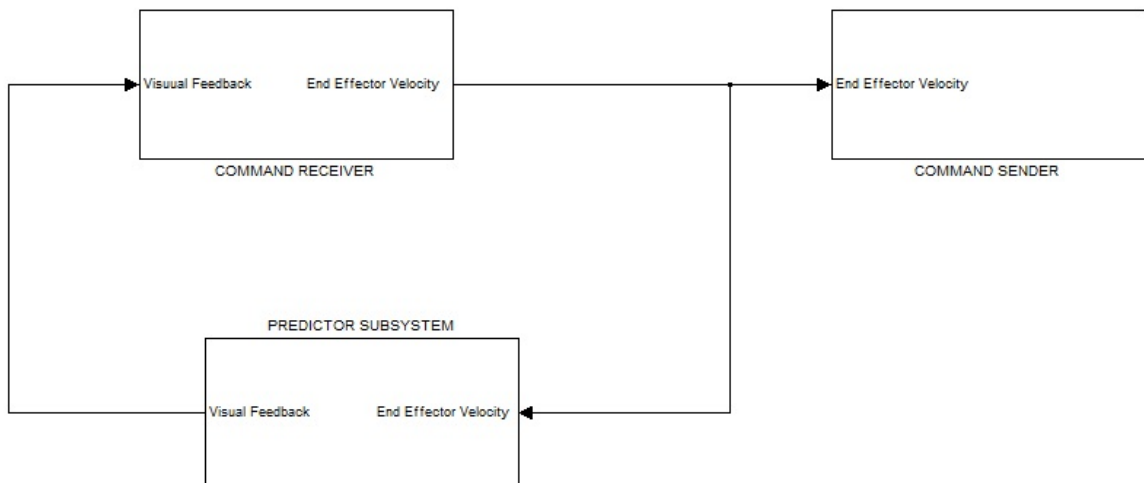 Visuual Feedback
End Effector Velocity
End Effector Velocity
COMMAND RECEIVER
COMMAND SENDER
PREDICTOR SUBSYSTEM
Visual Feedback
End Effector Velocity